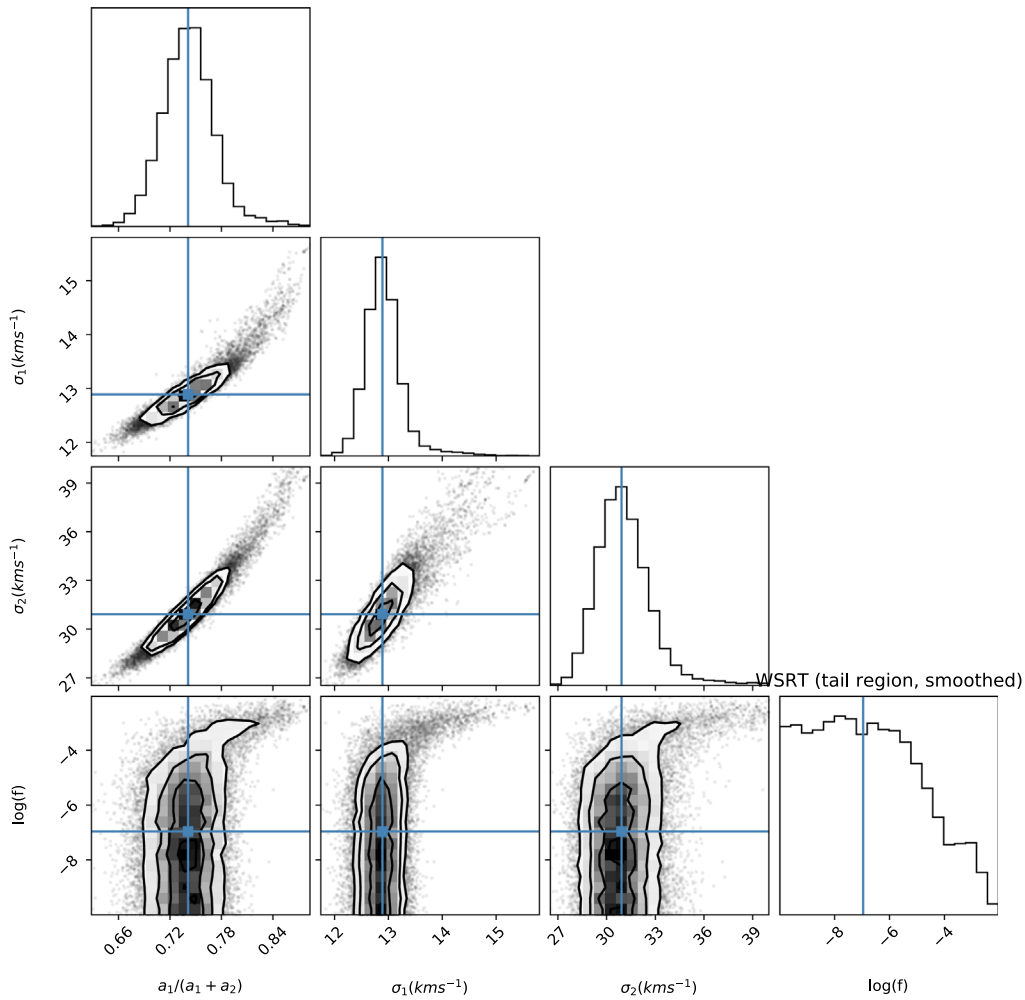 σ₁(kms⁻¹)
15
14
13
12
σ₂(kms⁻¹)
39
36
33
30
27
WSRT (tail region, smoothed)
log(f)
−4
−6
−8
0.66 0.72 0.78 0.84
12 13 14 15
27 30 33 36 39
−8 −6 −4
a₁/(a₁ + a₂) σ₁(kms⁻¹) σ₂(kms⁻¹) log(f)